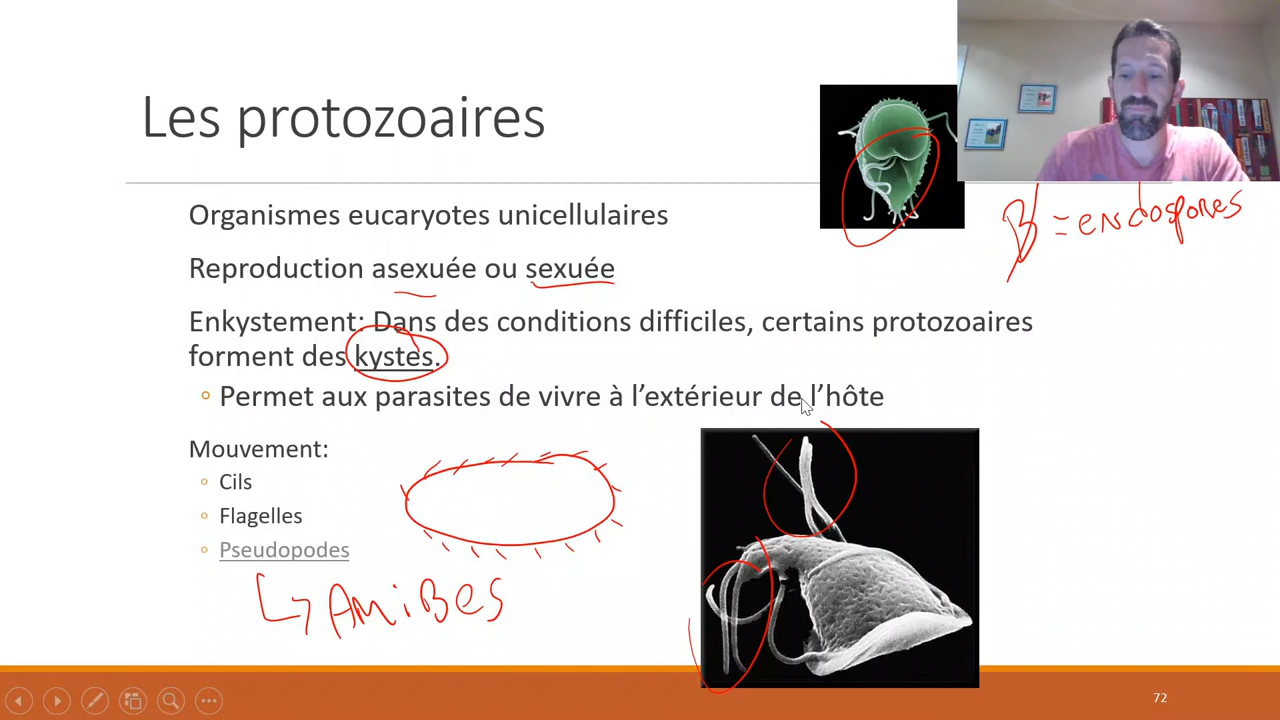 Les protozoaires
B = endospores
Organismes eucaryotes unicellulaires
Reproduction asexuée ou sexuée
Enkystement: Dans des conditions difficiles, certains protozoaires
forment des kystes.
Permet aux parasites de vivre à l'extérieur de l'hôte
Mouvement:
Cils
Flagelles
Pseudopodes
AMiBES
72